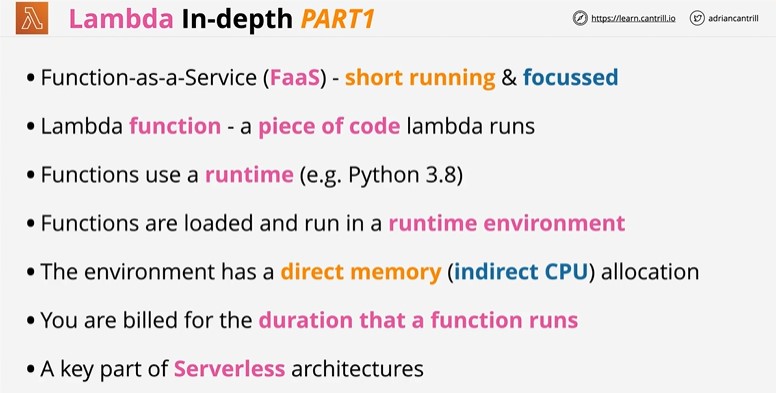 Lambda In-depth PART1
https://learn.cantrill.io
adriancantrill
• Function-as-a-Service (FaaS) - short running & focussed
• Lambda function - a piece of code lambda runs
• Functions use a runtime (e.g. Python 3.8)
• Functions are loaded and run in a runtime environment
• The environment has a direct memory (indirect CPU) allocation
• You are billed for the duration that a function runs
• A key part of Serverless architectures